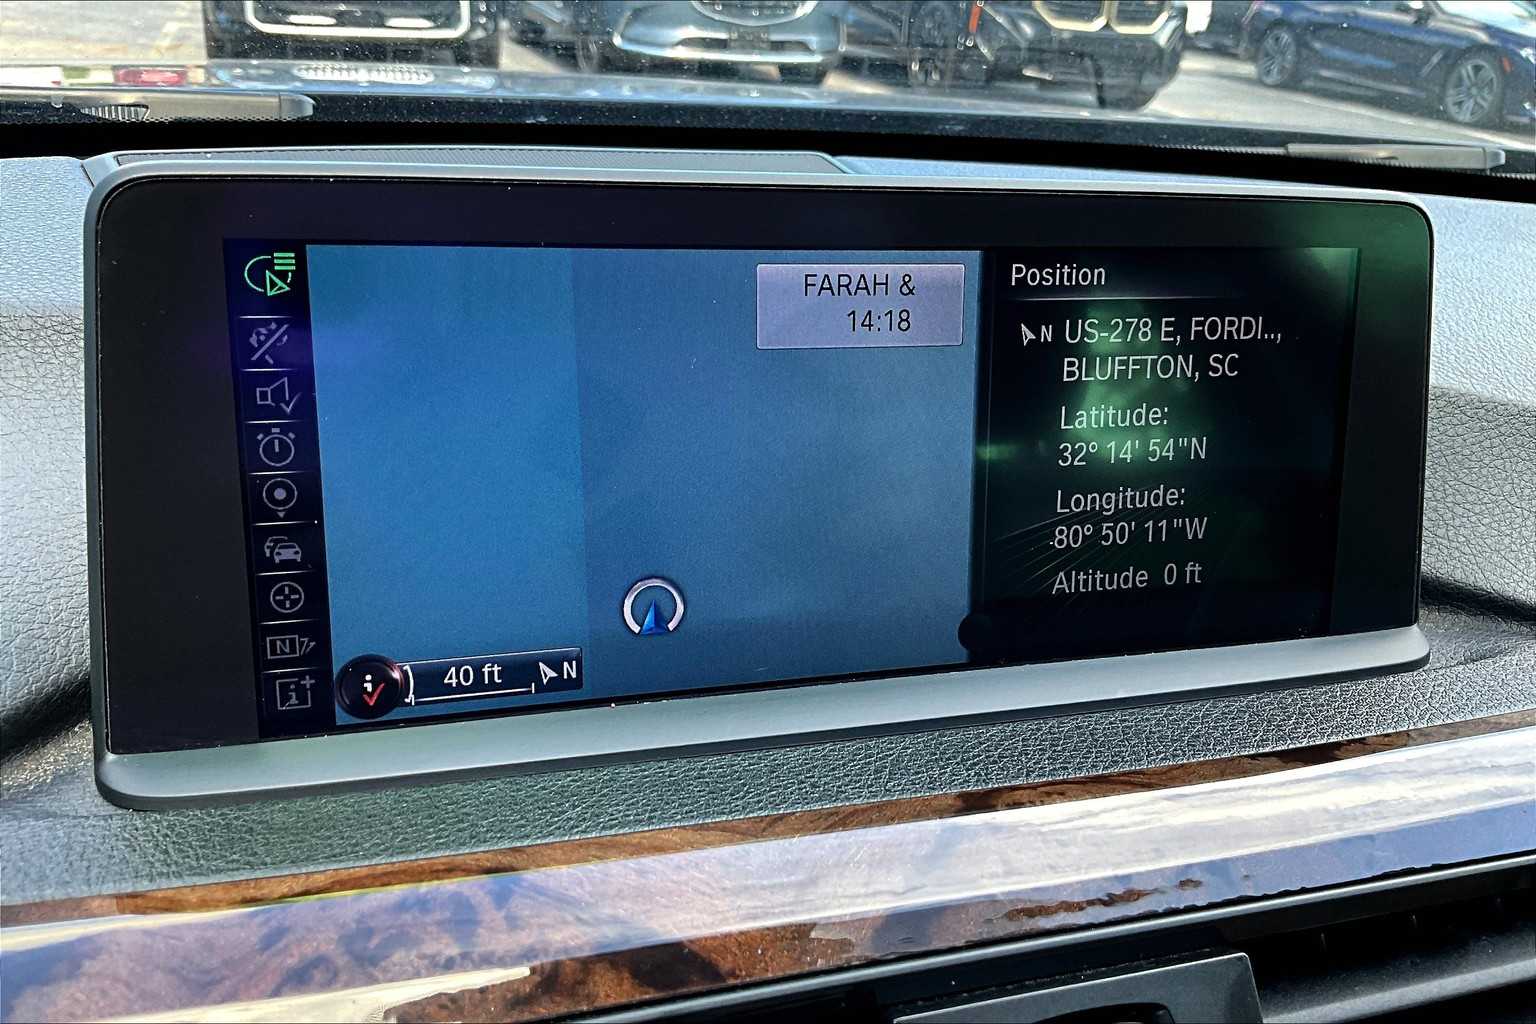 FARAH &
14:18
Position
N US-278 E, FORDI..,
BLUFFTON, SC
Latitude:
32° 14' 54"N
Longitude:
80° 50' 11"W
Altitude 0 ft
40 ft N
N